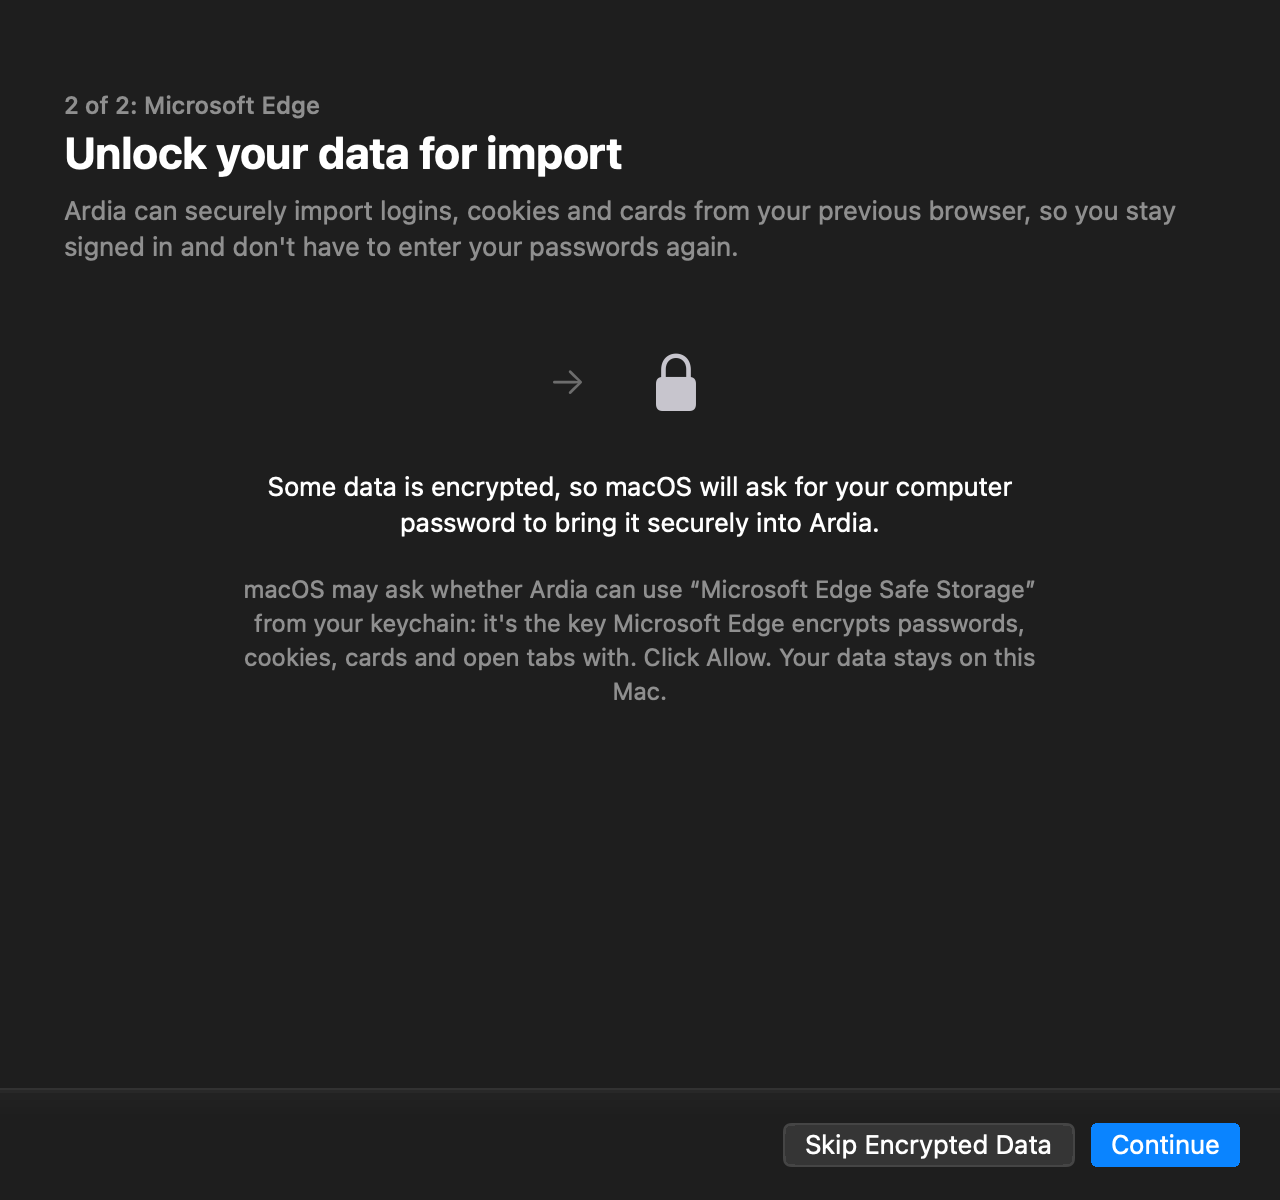 2 of 2: Microsoft Edge
Unlock your data for import
Ardia can securely import logins, cookies and cards from your previous browser, so you stay
signed in and don't have to enter your passwords again.
Some data is encrypted, so macOS will ask for your computer
password to bring it securely into Ardia.
macOS may ask whether Ardia can use “Microsoft Edge Safe Storage”
from your keychain: it's the key Microsoft Edge encrypts passwords,
cookies, cards and open tabs with. Click Allow. Your data stays on this
Mac.
Skip Encrypted Data
Continue